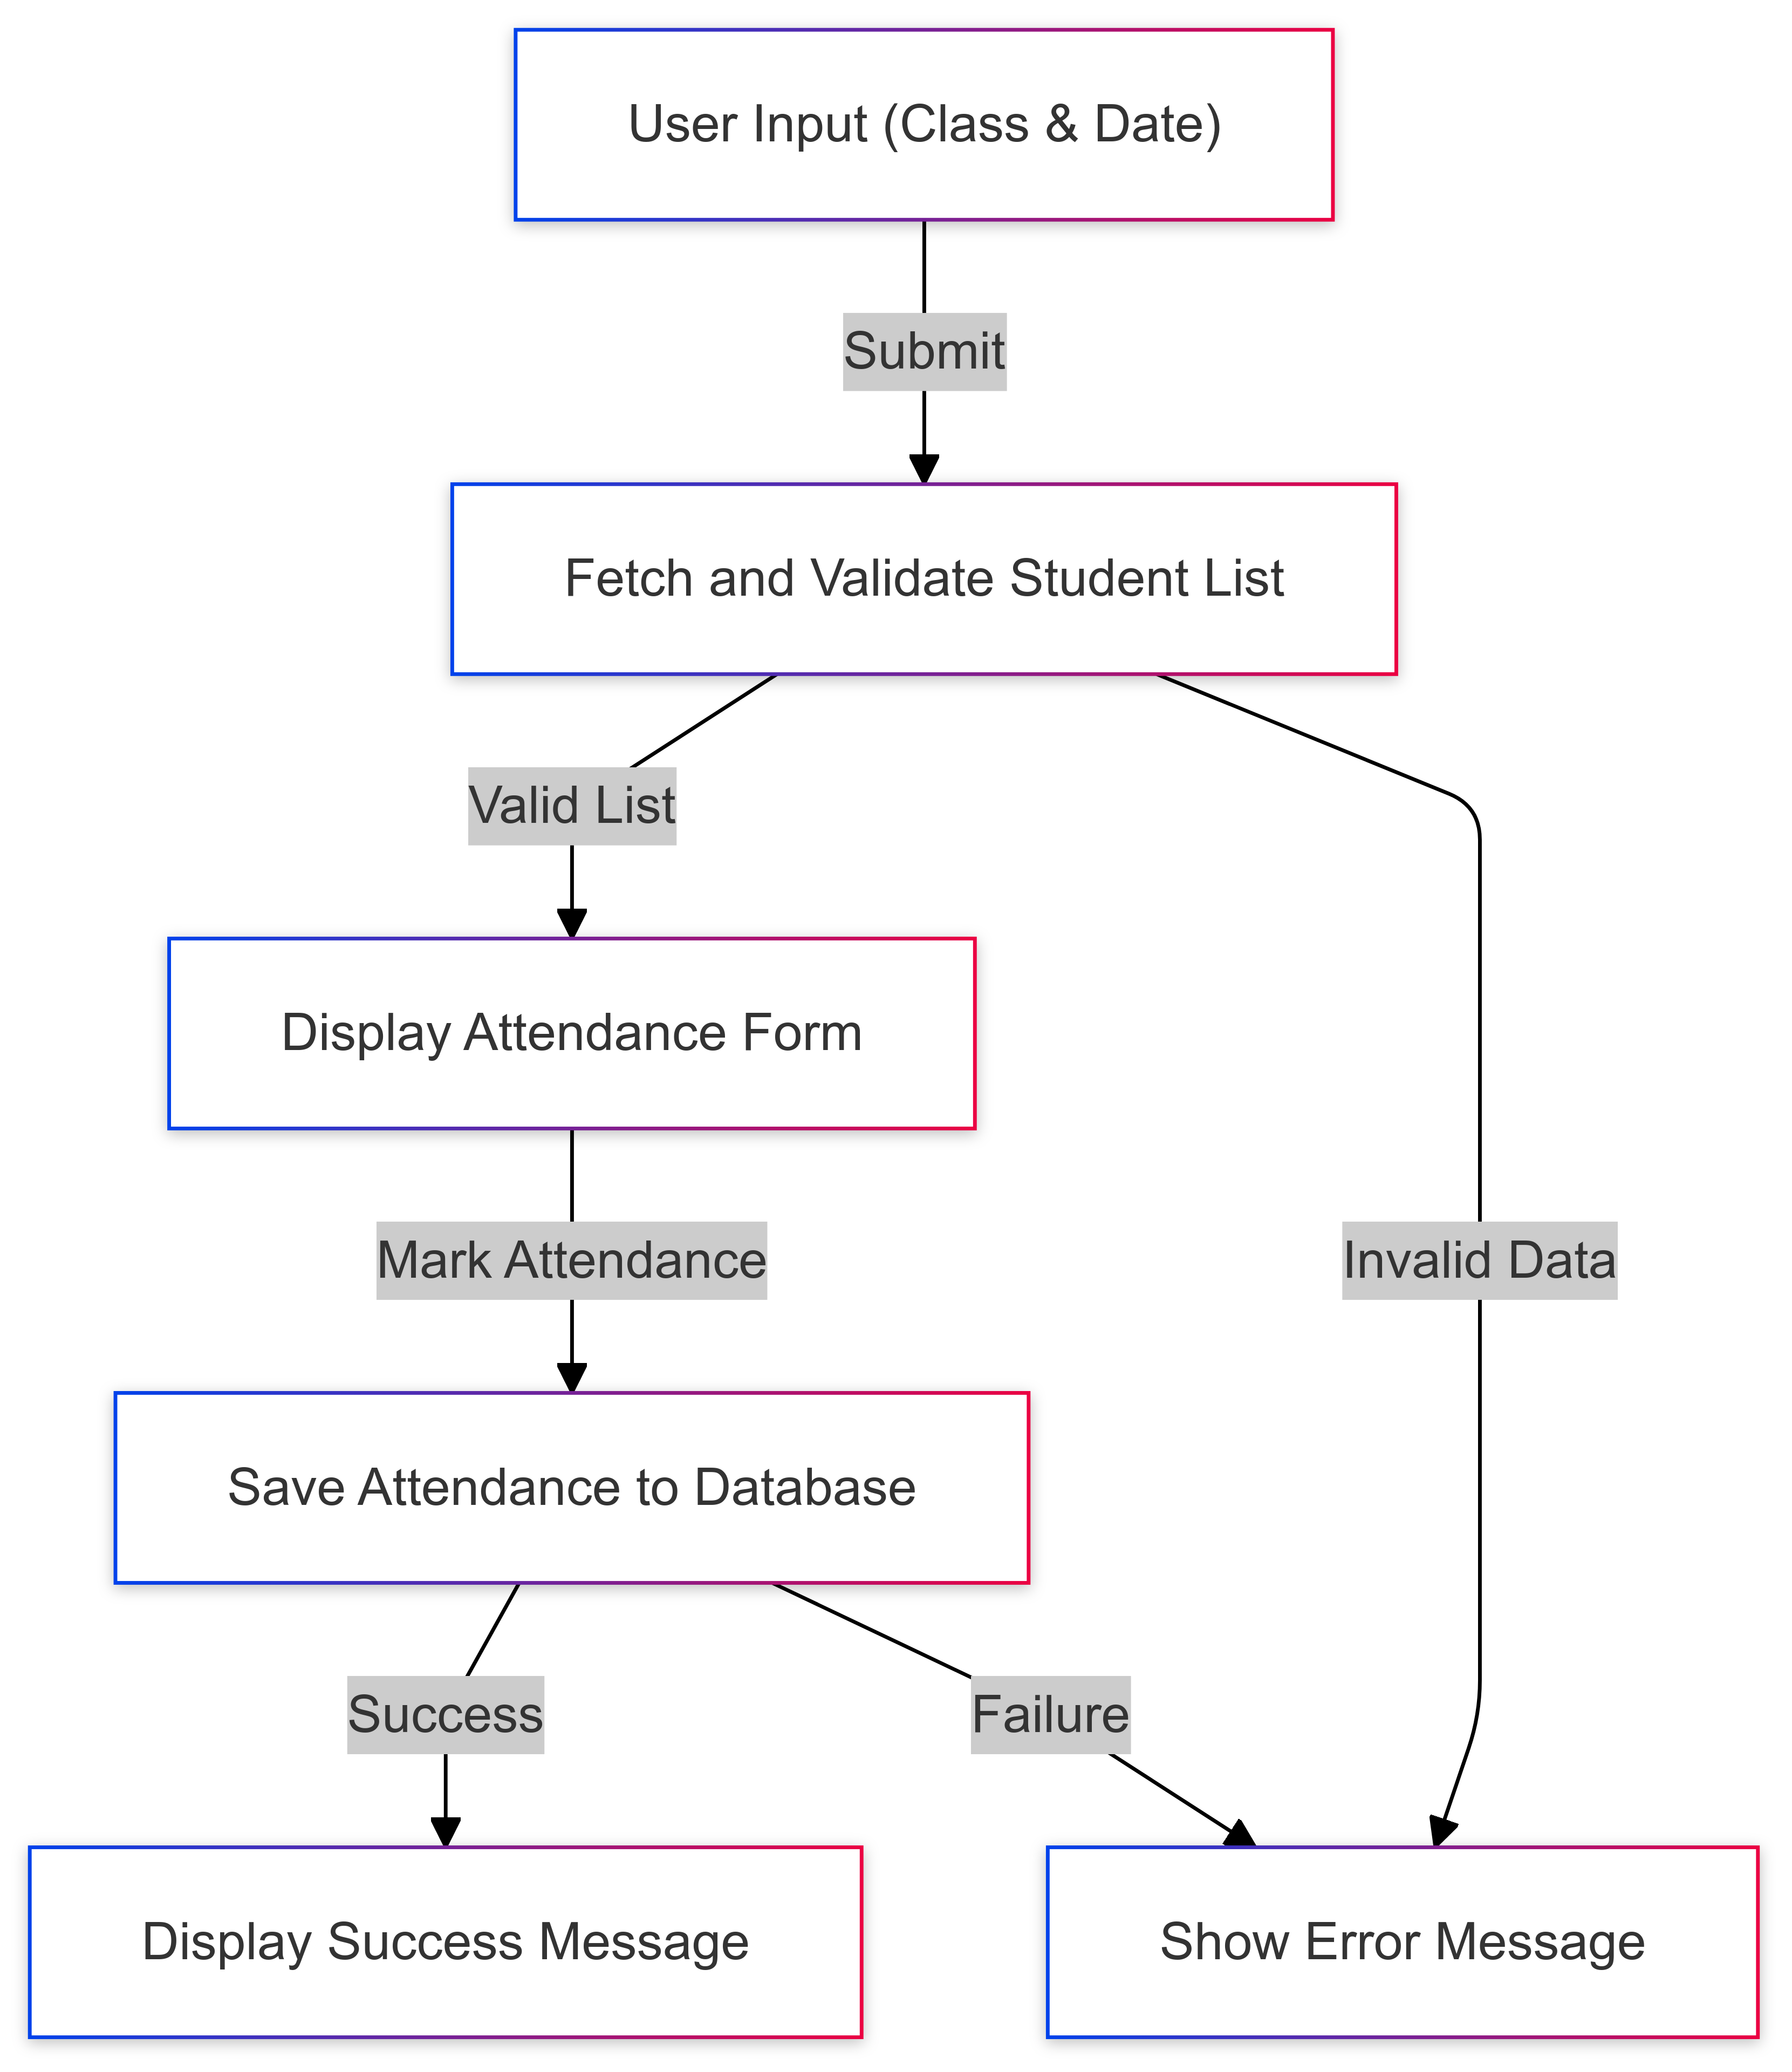 User Input (Class & Date)
Submit
Fetch and Validate Student List
Valid List
Display Attendance Form
Mark Attendance
Invalid Data
Save Attendance to Database
Success
Failure
Display Success Message
Show Error Message